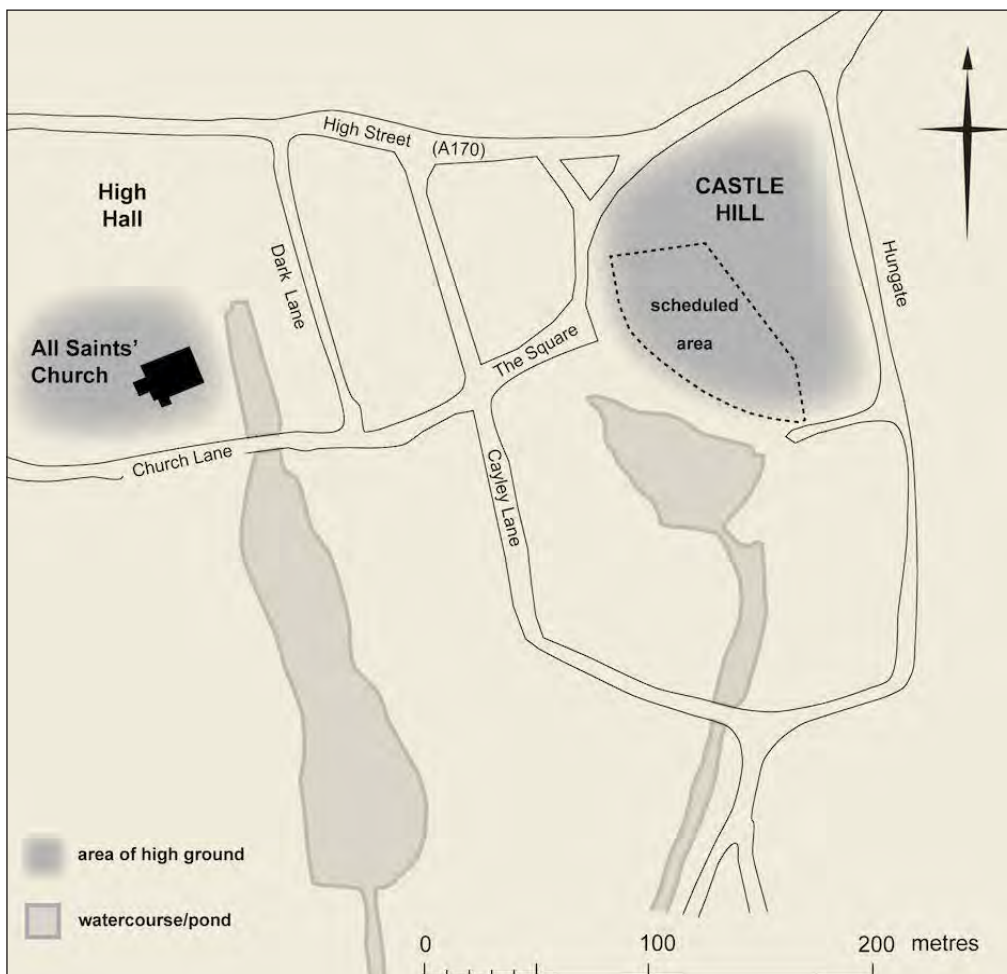 High Street
(A170)
High
Hall
CASTLE
HILL
Dark Lane
Hungate
scheduled
area
The Square
All Saints'
Church
Church Lane
Cayley Lane
area of high ground
watercourse/pond
0 100 200 metres